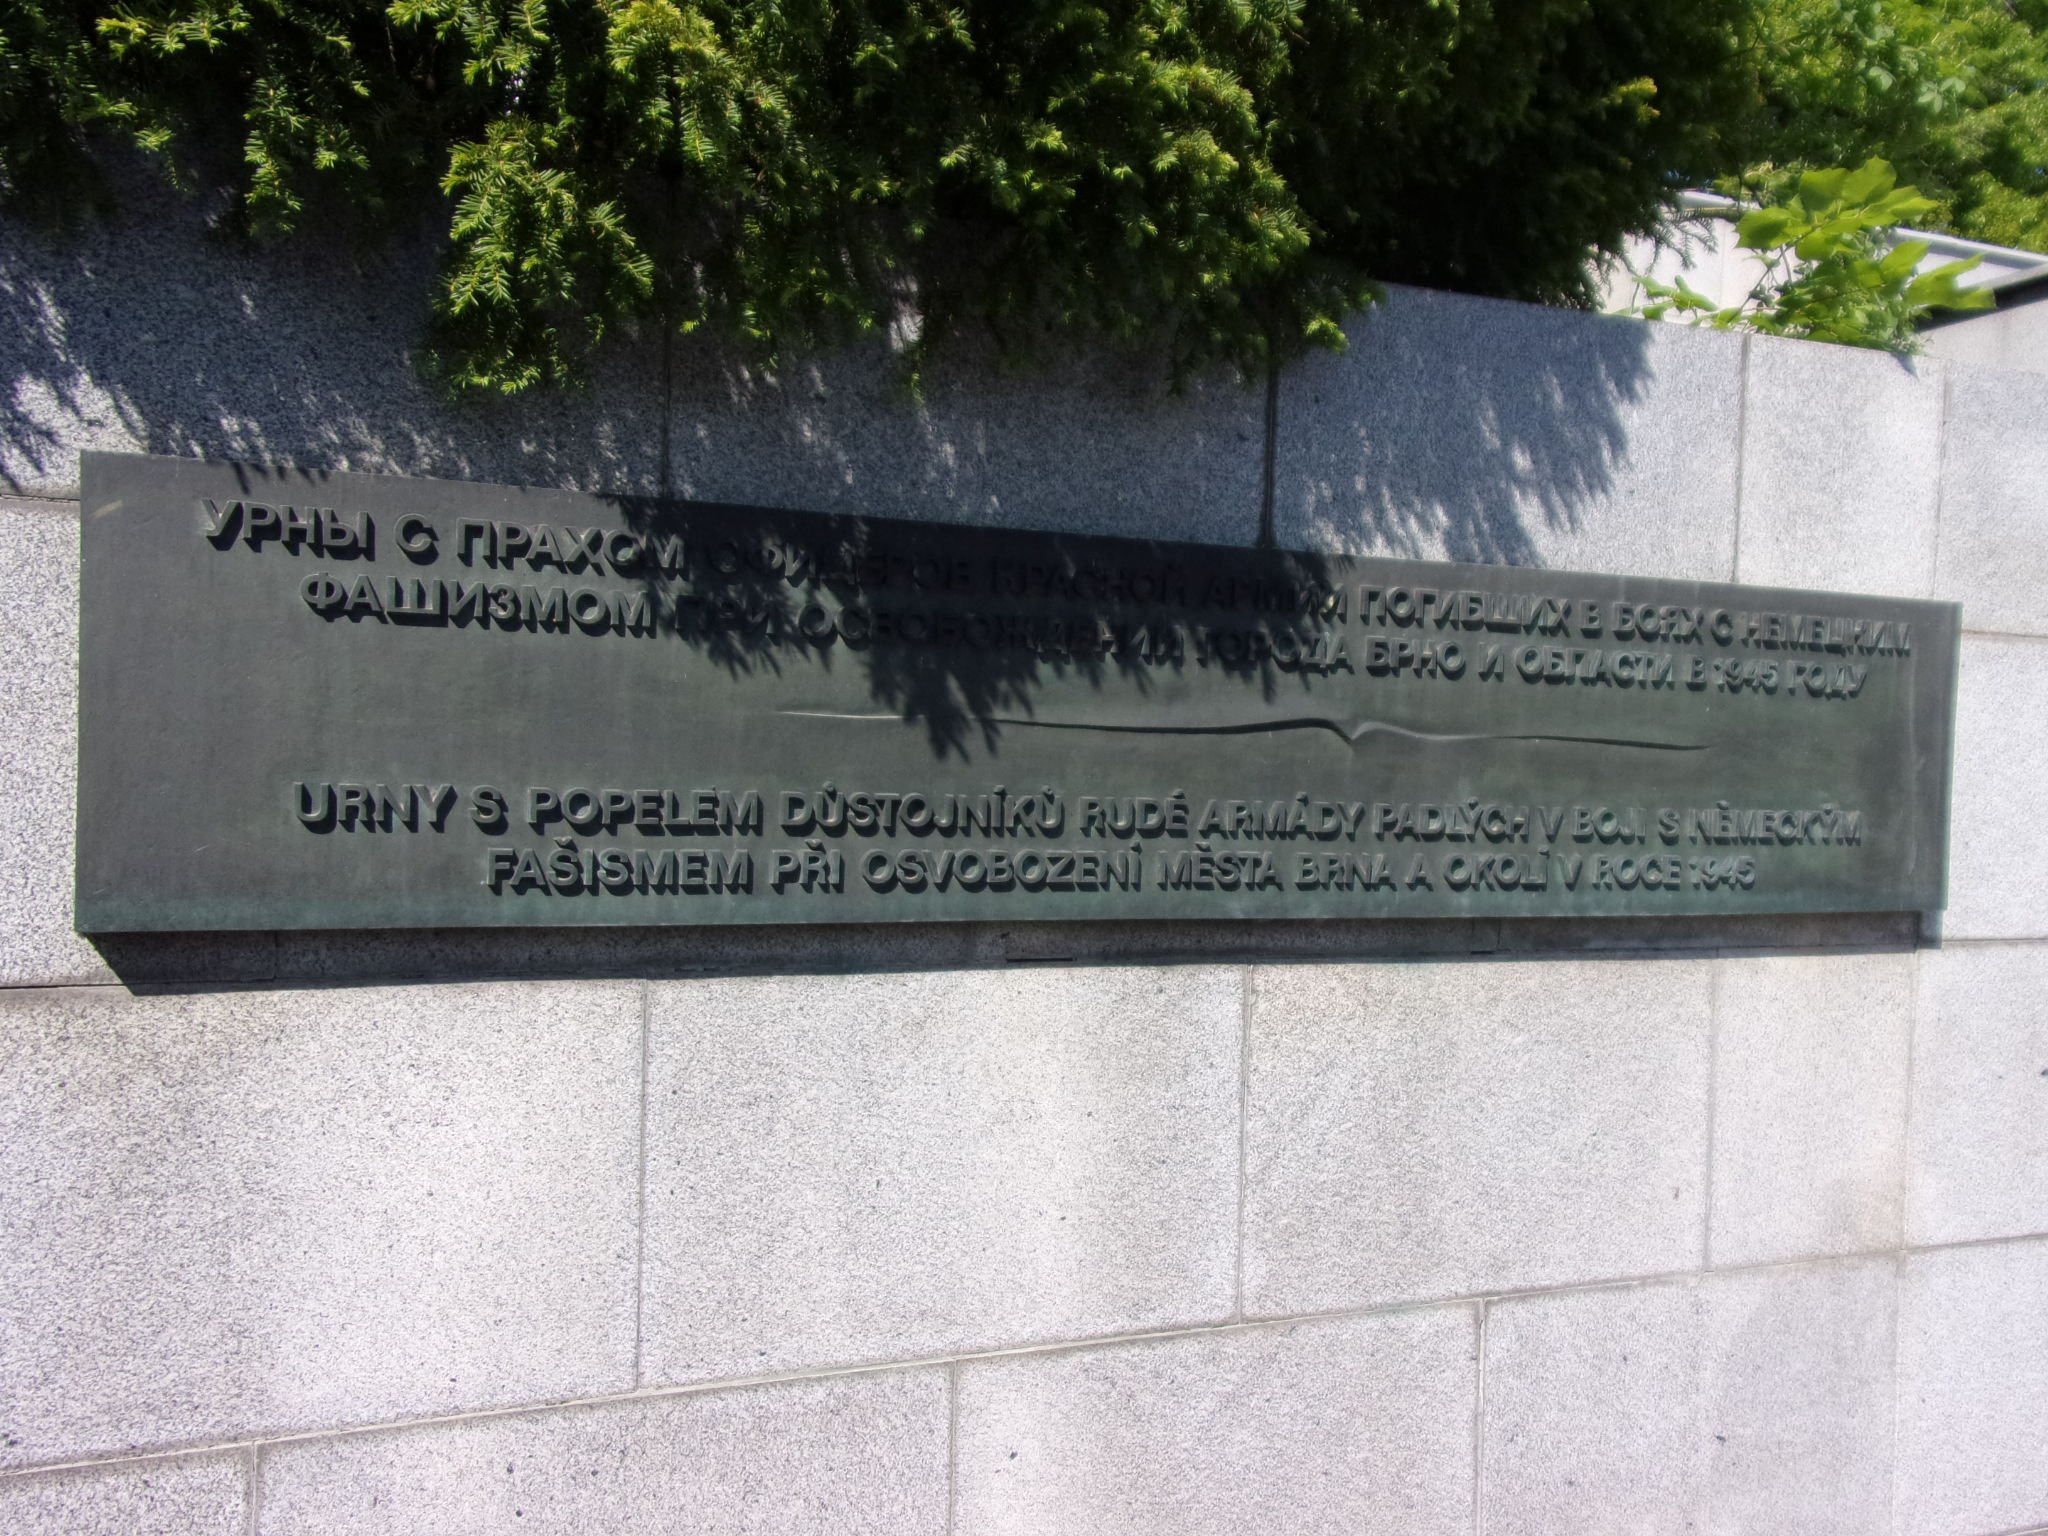 УРНЫ С ПРАХОМ ОФИЦЕРОВ КРАСНОЙ АРМИИ ПОГИБШИХ В БОЯХ С НЕМЕЦКИМ
ФАШИЗМОМ ПРИ ОСВОБОЖДЕНИИ ГОРОДА БРНО И ОБЛАСТИ В 1945 ГОДУ
URNY S POPELEM DŮSTOJNÍKŮ RUDÉ ARMÁDY PADLÝCH V BOJI S NĚMECKÝM
FAŠISMEM PŘI OSVOBOZENÍ MĚSTA BRNA A OKOLÍ V ROCE 1945